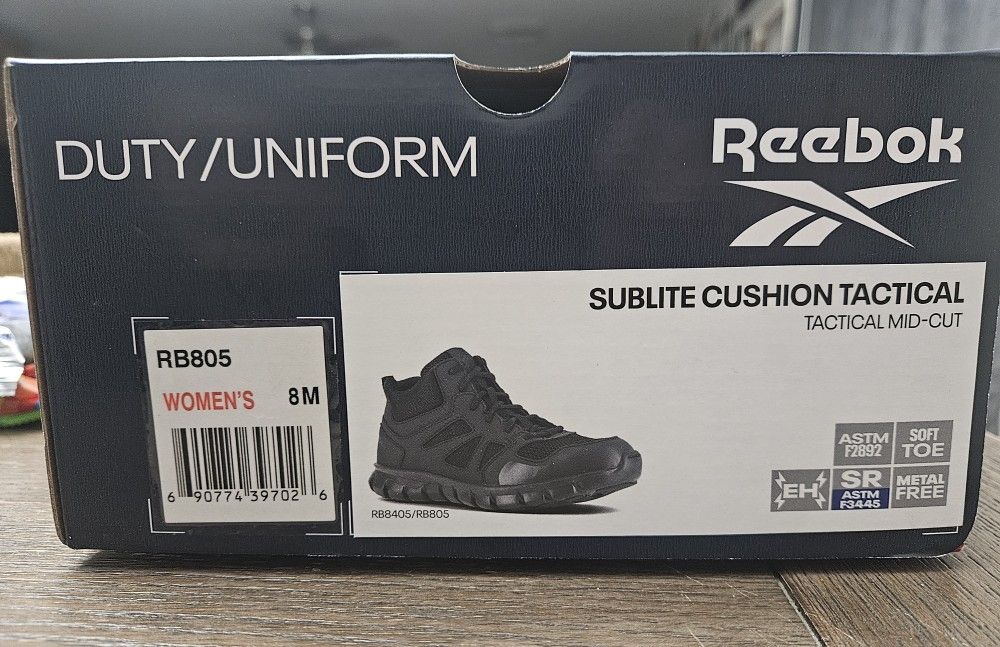 DUTY/UNIFORM
Reebok
SUBLITE CUSHION TACTICAL
TACTICAL MID-CUT
RB805
WOMEN'S 8M
6 90774 39702 6
RB8405/RB805
ASTM
F2892
SOFT
TOE
EH
SR
ASTM
F3445
METAL
FREE